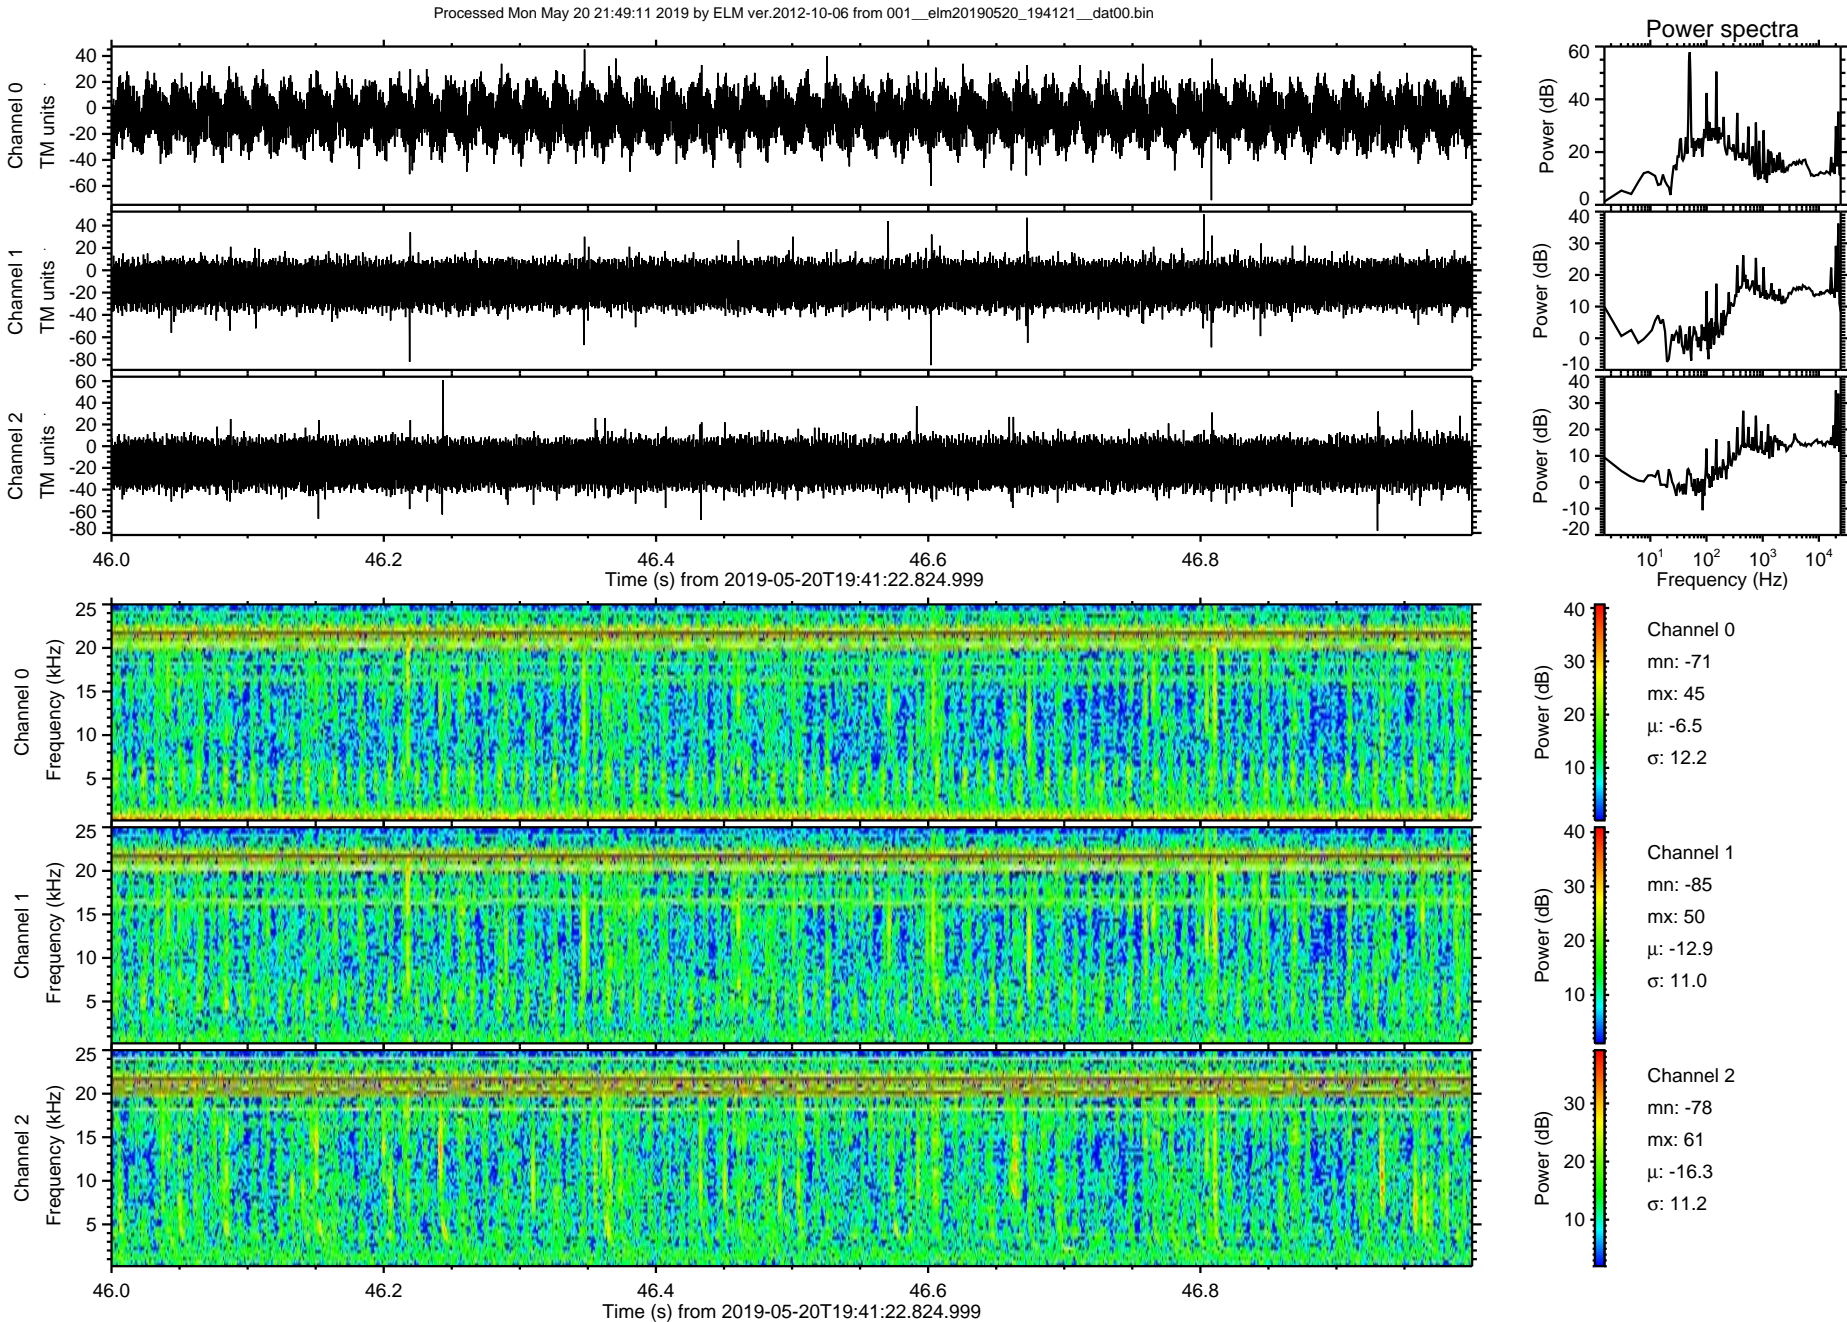 Processed Mon May 20 21:49:11 2019 by ELM ver.2012-10-06 from 001__elm20190520_194121__dat00.bin
Power spectra
Channel 0
TM units
40
20
0
-20
-40
-60
Power (dB)
60
40
20
0
Channel 1
TM units
40
20
0
-20
-40
-60
-80
Power (dB)
40
30
20
10
0
-10
Channel 2
TM units
60
40
20
0
-20
-40
-60
-80
Power (dB)
40
30
20
10
0
-10
-20
46.0 46.2 46.4 46.6 46.8
Time (s) from 2019-05-20T19:41:22.824.999
10^1 10^2 10^3 10^4
Frequency (Hz)
Channel 0
Frequency (kHz)
25
20
15
10
5
Power (dB)
40
30
20
10
Channel 0
mn: -71
mx: 45
μ: -6.5
σ: 12.2
Channel 1
Frequency (kHz)
25
20
15
10
5
Power (dB)
40
30
20
10
Channel 1
mn: -85
mx: 50
μ: -12.9
σ: 11.0
Channel 2
Frequency (kHz)
25
20
15
10
5
Power (dB)
30
20
10
Channel 2
mn: -78
mx: 61
μ: -16.3
σ: 11.2
46.0 46.2 46.4 46.6 46.8
Time (s) from 2019-05-20T19:41:22.824.999